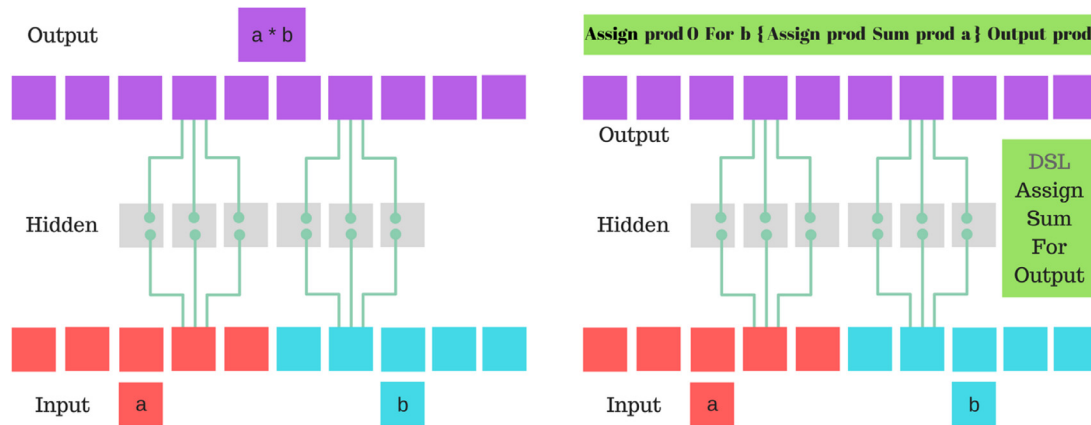 Output
a * b
Hidden
Input
a
b
Assign prod 0 For b {Assign prod Sum prod a} Output prod
Output
Hidden
DSL
Assign
Sum
For
Output
Input
a
b